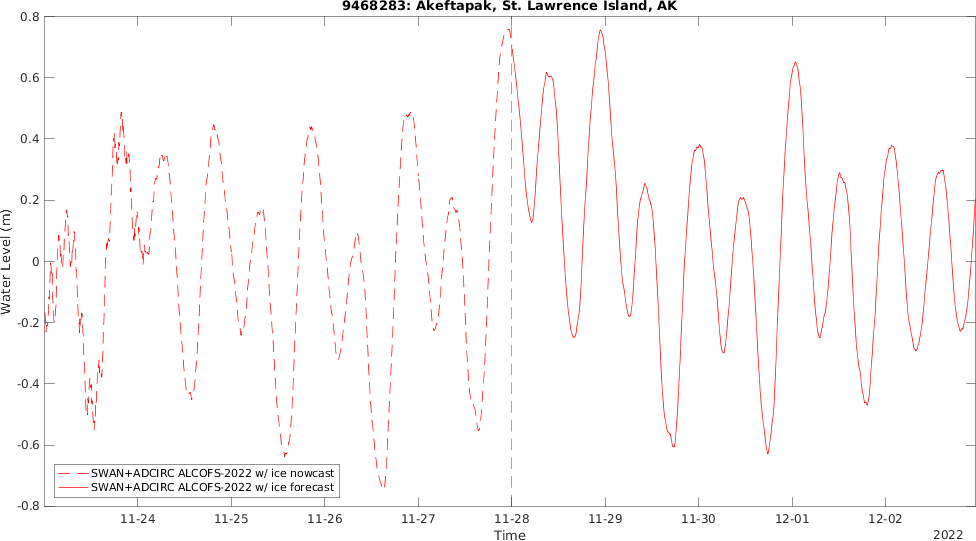 9468283: Akeftapak, St. Lawrence Island, AK
Water Level (m)
0.8
0.6
0.4
0.2
0
-0.2
-0.4
-0.6
-0.8
SWAN+ADCIRC ALCOFS-2022 w/ ice nowcast
SWAN+ADCIRC ALCOFS-2022 w/ ice forecast
11-24 11-25 11-26 11-27 11-28 11-29 11-30 12-01 12-02
Time
2022